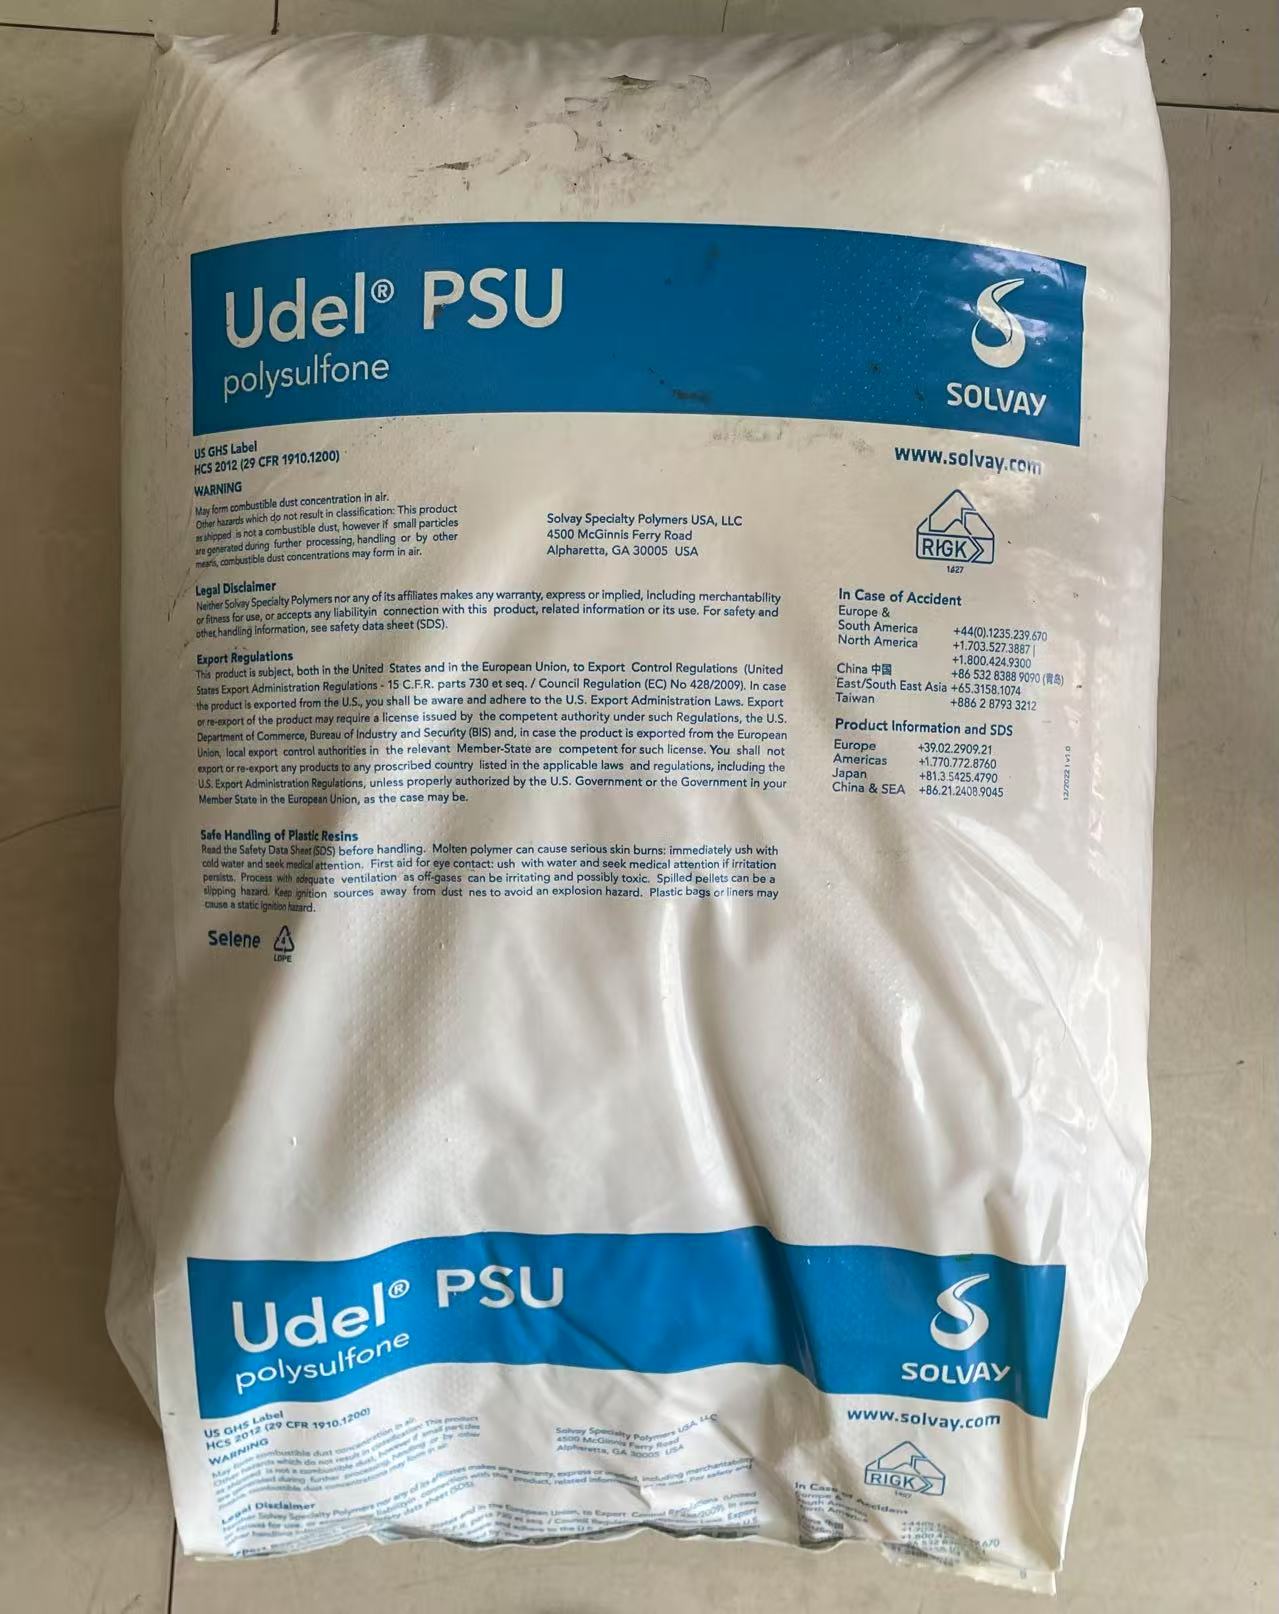 Udel® PSU
polysulfone
SOLVAY
US GHS Label
HCS 2012 (29 CFR 1910.1200)
WARNING
May form combustible dust concentration in air.
Other hazards which do not result in classification: This product
as shipped is not a combustible dust, however if small particles
are generated during further processing, handling or by other
means, combustible dust concentrations may form in air.
Solvay Specialty Polymers USA, LLC
4500 McGinnis Ferry Road
Alpharetta, GA 30005 USA
www.solvay.com
RIGK
1627
Legal Disclaimer
Neither Solvay Specialty Polymers nor any of its affiliates makes any warranty, express or implied, Including merchantability
or fitness for use, or accepts any liabilityin connection with this product, related information or its use. For safety and
other handling information, see safety data sheet (SDS).
Export Regulations
This product is subject, both in the United States and in the European Union, to Export Control Regulations (United
States Export Administration Regulations - 15 C.F.R. parts 730 et seq. / Council Regulation (EC) No 428/2009). In case
the product is exported from the U.S., you shall be aware and adhere to the U.S. Export Administration Laws. Export
or re-export of the product may require a license issued by the competent authority under such Regulations, the U.S.
Department of Commerce, Bureau of Industry and Security (BIS) and, in case the product is exported from the European
Union, local export control authorities in the relevant Member-State are competent for such license. You shall not
export or re-export any products to any proscribed country listed in the applicable laws and regulations, including the
U.S. Export Administration Regulations, unless properly authorized by the U.S. Government or the Government in your
Member State in the European Union, as the case may be.
Safe Handling of Plastic Resins
Read the Safety Data Sheet (SDS) before handling. Molten polymer can cause serious skin burns: immediately ush with
cold water and seek medical attention. First aid for eye contact: ush with water and seek medical attention if irritation
persists. Process with adequate ventilation as off-gases can be irritating and possibly toxic. Spilled pellets can be a
slipping hazard. Keep ignition sources away from dust nes to avoid an explosion hazard. Plastic bags or liners may
cause a static ignition hazard.
Selene
4
LDPE
In Case of Accident
Europe &
South America +44(0).1235.239.670
North America +1.703.527.3887 |
+1.800.424.9300
China 中国 +86 532 8388 9090 (青岛)
East/South East Asia +65.3158.1074
Taiwan +886 2 8793 3212
Product Information and SDS
Europe +39.02.2909.21
Americas +1.770.772.8760
Japan +81.3.5425.4790
China & SEA +86.21.2408.9045
12/2022 I v1.0
Udel® PSU
polysulfone
SOLVAY
US GHS Label
HCS 2012 (29 CFR 1910.1200)
WARNING
Solvay Specialty Polymers USA, LLC
4500 McGinnis Ferry Road
Alpharetta, GA 30005 USA
www.solvay.com
RIGK
Legal Disclaimer
In Case of Accident